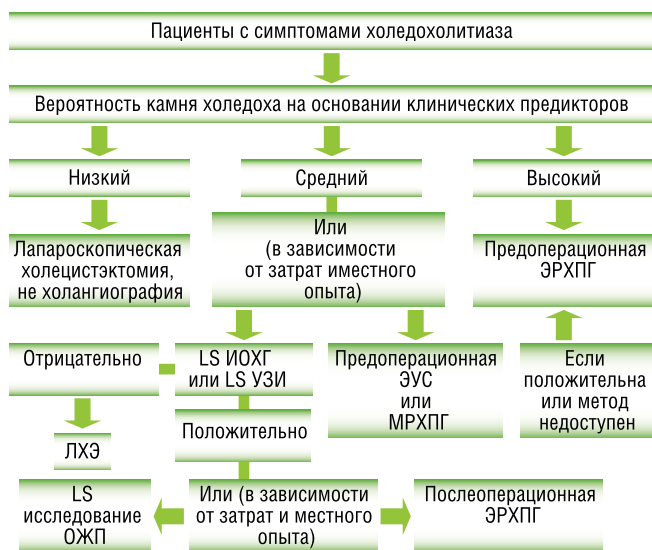 Пациенты с симптомами холедохолитиаза
Вероятность камня холедоха на основании клинических предикторов
Низкий
Средний
Высокий
Лапароскопическая
холецистэктомия,
не холангиография
Или
(в зависимости
от затрат иместного
опыта)
Предоперационная
ЭРХПГ
Отрицательно
LS ИОХГ
или LS УЗИ
Предоперационная
ЭУС
или
МРХПГ
Если
положительна
или метод
недоступен
Положительно
ЛХЭ
LS
исследование
ОЖП
Или (в зависимости
от затрат и местного
опыта)
Послеоперационная
ЭРХПГ